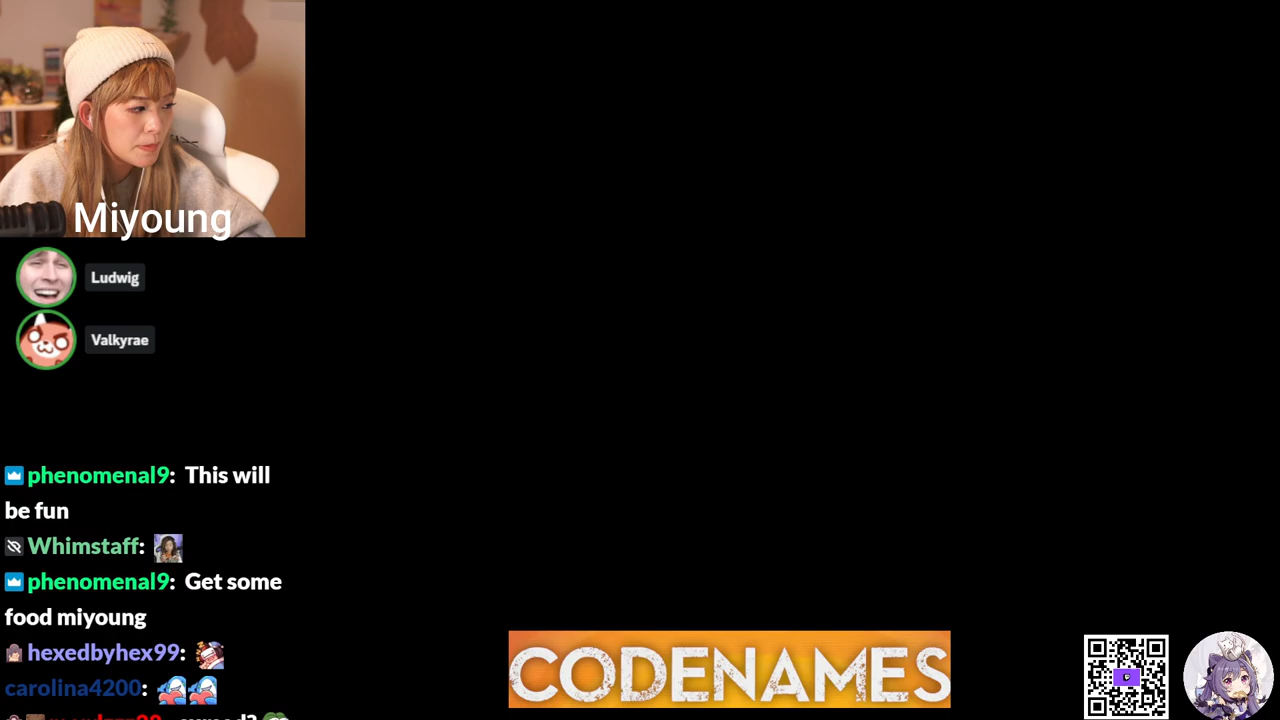 Miyoung
Ludwig
Valkyrae
phenomenal9: This will
be fun
Whimstaff:
phenomenal9: Get some
food miyoung
hexedbyhex99:
carolina4200:
CODENAMES